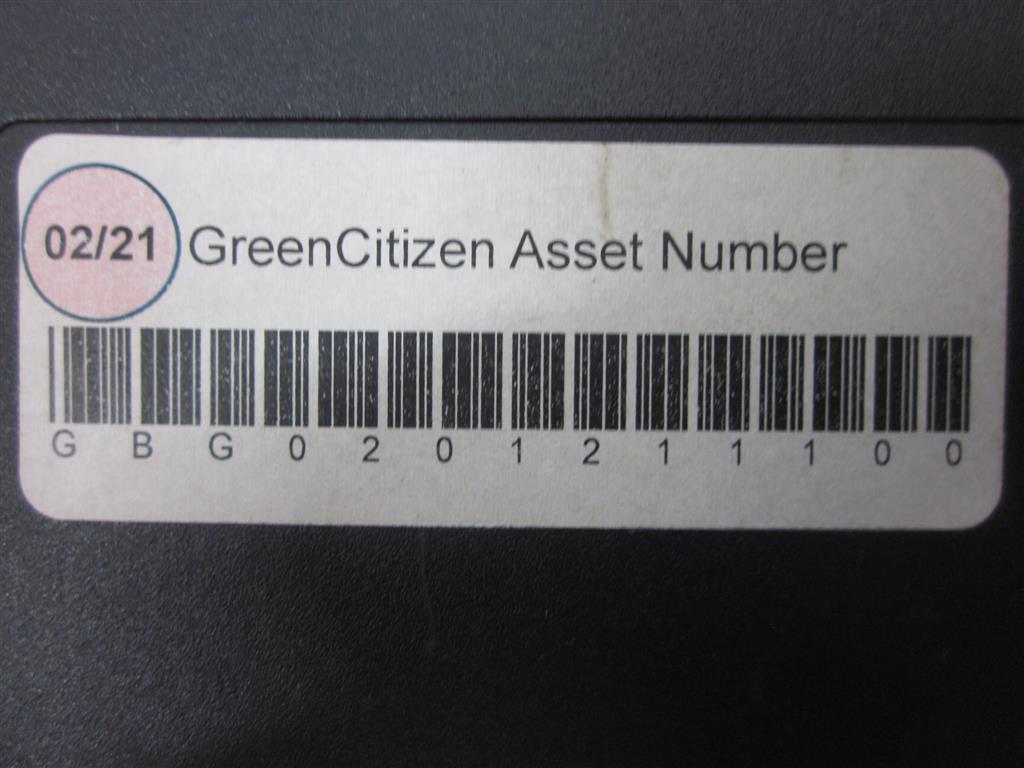 02/21 GreenCitizen Asset Number
G B G 0 2 0 1 2 1 1 1 0 0